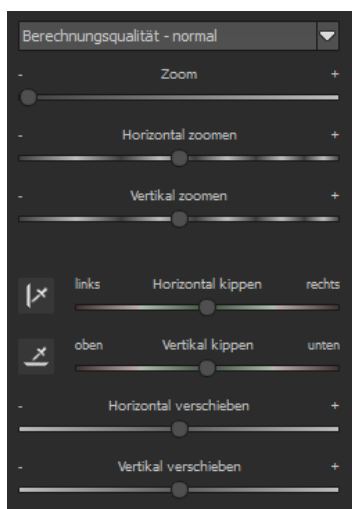 Berechnungsqualität - normal
- Zoom +
- Horizontal zoomen +
- Vertikal zoomen +
links Horizontal kippen rechts
oben Vertikal kippen unten
- Horizontal verschieben +
- Vertikal verschieben +